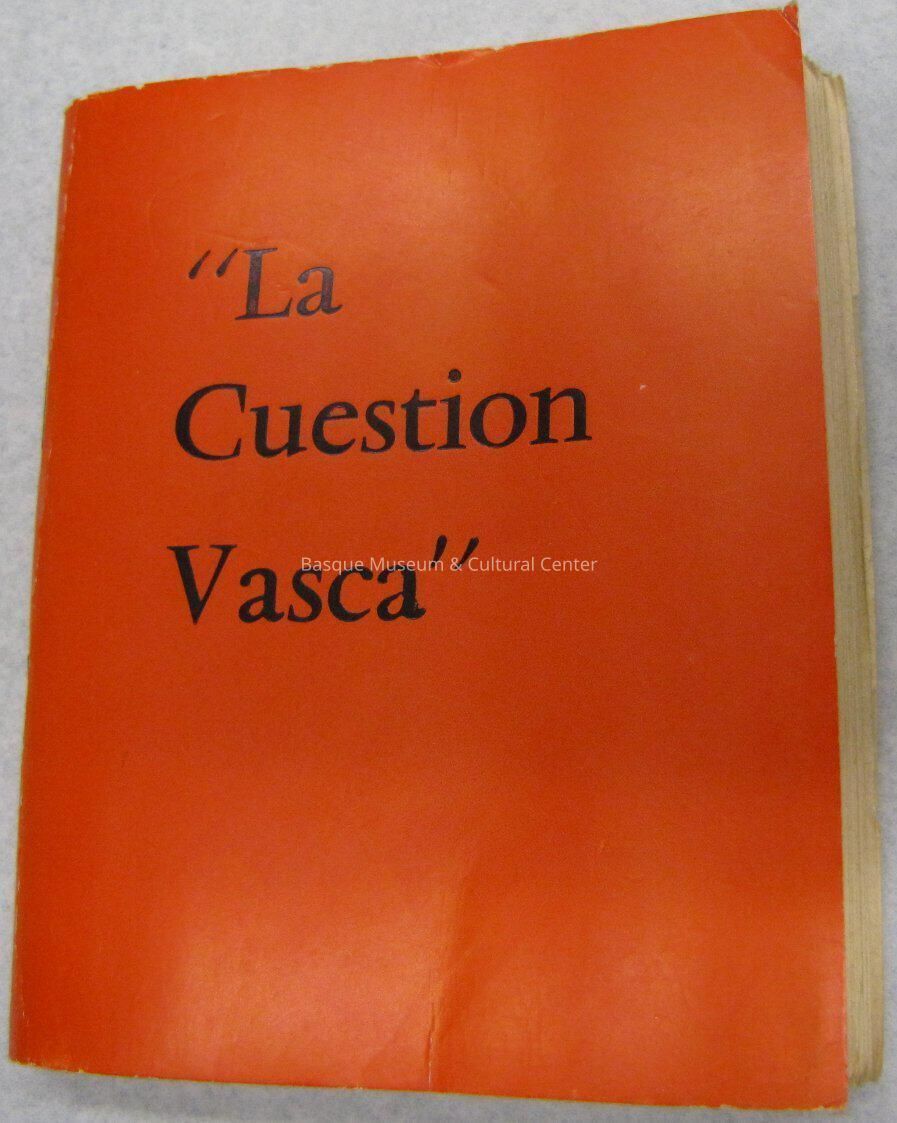 “La
Cuestion
Vasca”
Basque Museum & Cultural Center